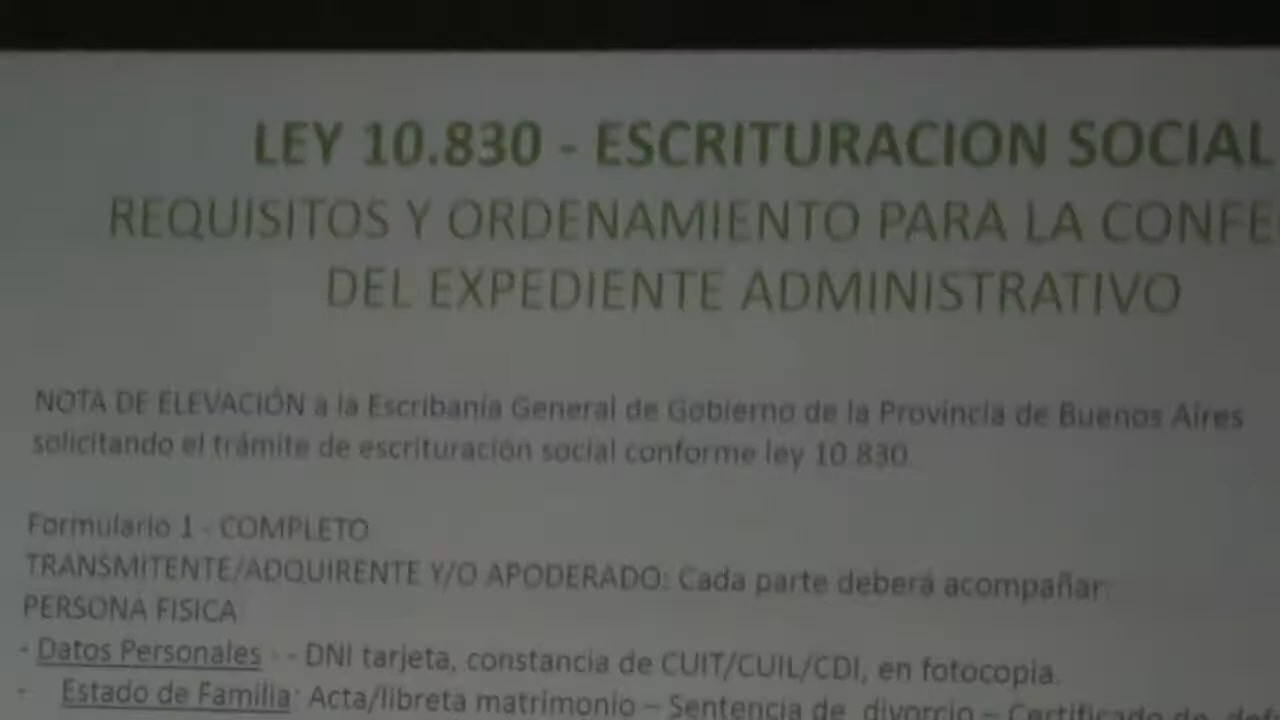 LEY 10.830 - ESCRITURACION SOCIAL
REQUISITOS Y ORDENAMIENTO PARA LA
DEL EXPEDIENTE ADMINISTRATIVO
NOTA DE ELEVACIÓN a la Escribanía General de Gobierno de la Provincia de Buenos Aires
solicitando el trámite de escrituración social conforme ley 10.830.
Formulario 1 - COMPLETO
TRANSMITENTE/ADQUIRENTE Y/O APODERADO: Cada parte deberá acompañar:
PERSONA FISICA
- Datos Personales - - DNI tarjeta, constancia de CUIT/CUIL/CDI, en fotocopia.
- Estado de Familia: Acta/libreta matrimonio – Sentencia de divorcio – Certificado de